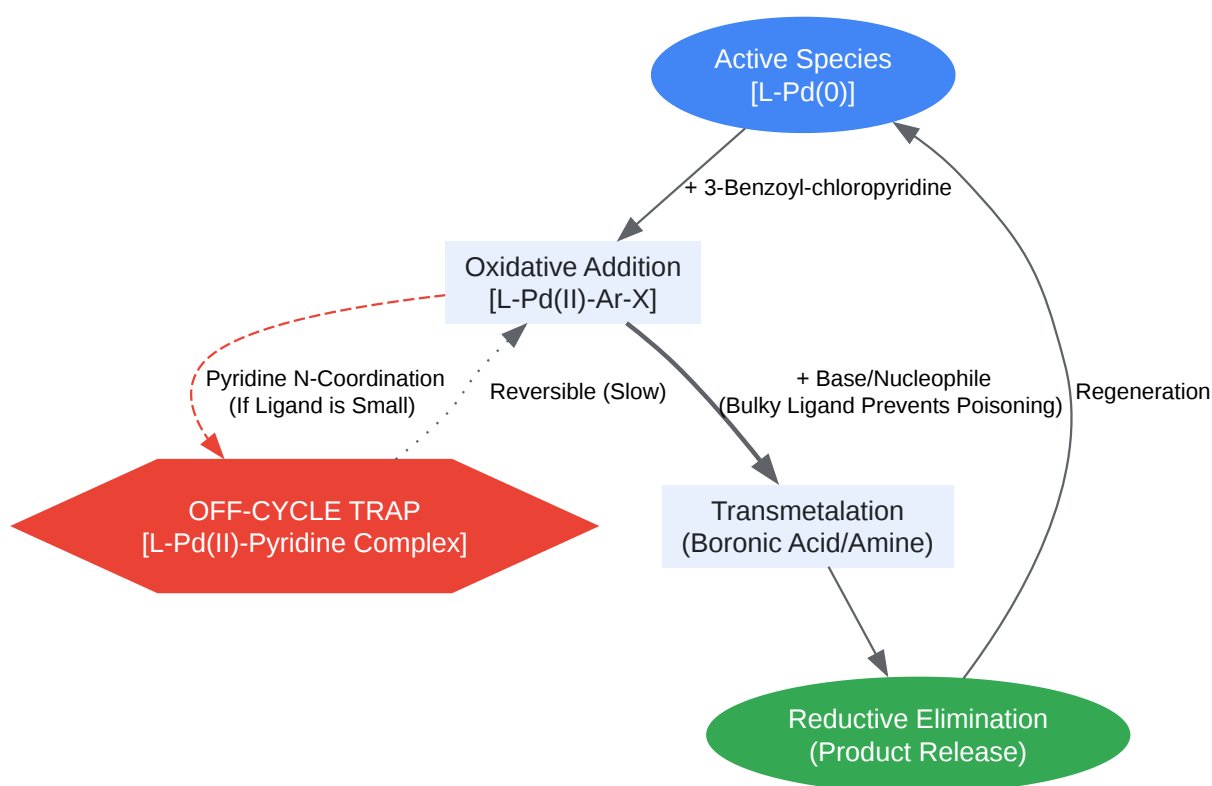 Active Species
[L-Pd(0)]
+ 3-Benzoyl-chloropyridine
Oxidative Addition
[L-Pd(II)-Ar-X]
Pyridine N-Coordination
(If Ligand is Small)
Reversible (Slow)
+ Base/Nucleophile
(Bulky Ligand Prevents Poisoning)
Regeneration
OFF-CYCLE TRAP
[L-Pd(II)-Pyridine Complex]
Transmetalation
(Boronic Acid/Amine)
Reductive Elimination
(Product Release)